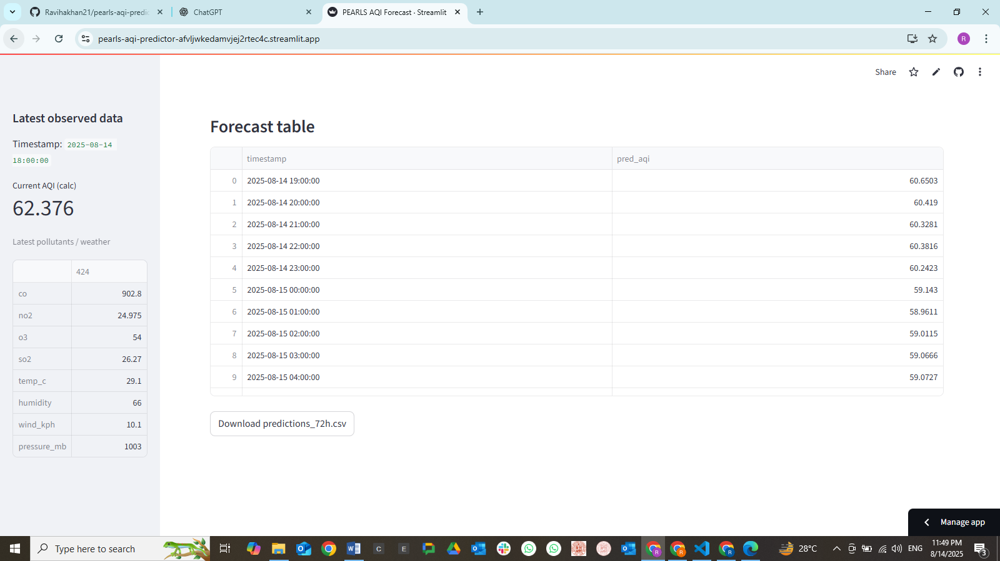 Ravihakhan21/pearls-aqi-predic
ChatGPT
PEARLS AQI Forecast · Streamlit
pearls-aqi-predictor-afvljwkedamvjej2rtec4c.streamlit.app
R
Share
Latest observed data
Timestamp: 2025-08-14
18:00:00
Current AQI (calc)
62.376
Latest pollutants / weather
424
co 902.8
no2 24.975
o3 54
so2 26.27
temp_c 29.1
humidity 66
wind_kph 10.1
pressure_mb 1003
Forecast table
timestamp pred_aqi
0 2025-08-14 19:00:00 60.6503
1 2025-08-14 20:00:00 60.419
2 2025-08-14 21:00:00 60.3281
3 2025-08-14 22:00:00 60.3816
4 2025-08-14 23:00:00 60.2423
5 2025-08-15 00:00:00 59.143
6 2025-08-15 01:00:00 58.9611
7 2025-08-15 02:00:00 59.0115
8 2025-08-15 03:00:00 59.0666
9 2025-08-15 04:00:00 59.0727
Download predictions_72h.csv
Manage app
Type here to search
C
E
R
R
R
28°C
ENG
11:49 PM
8/14/2025
3